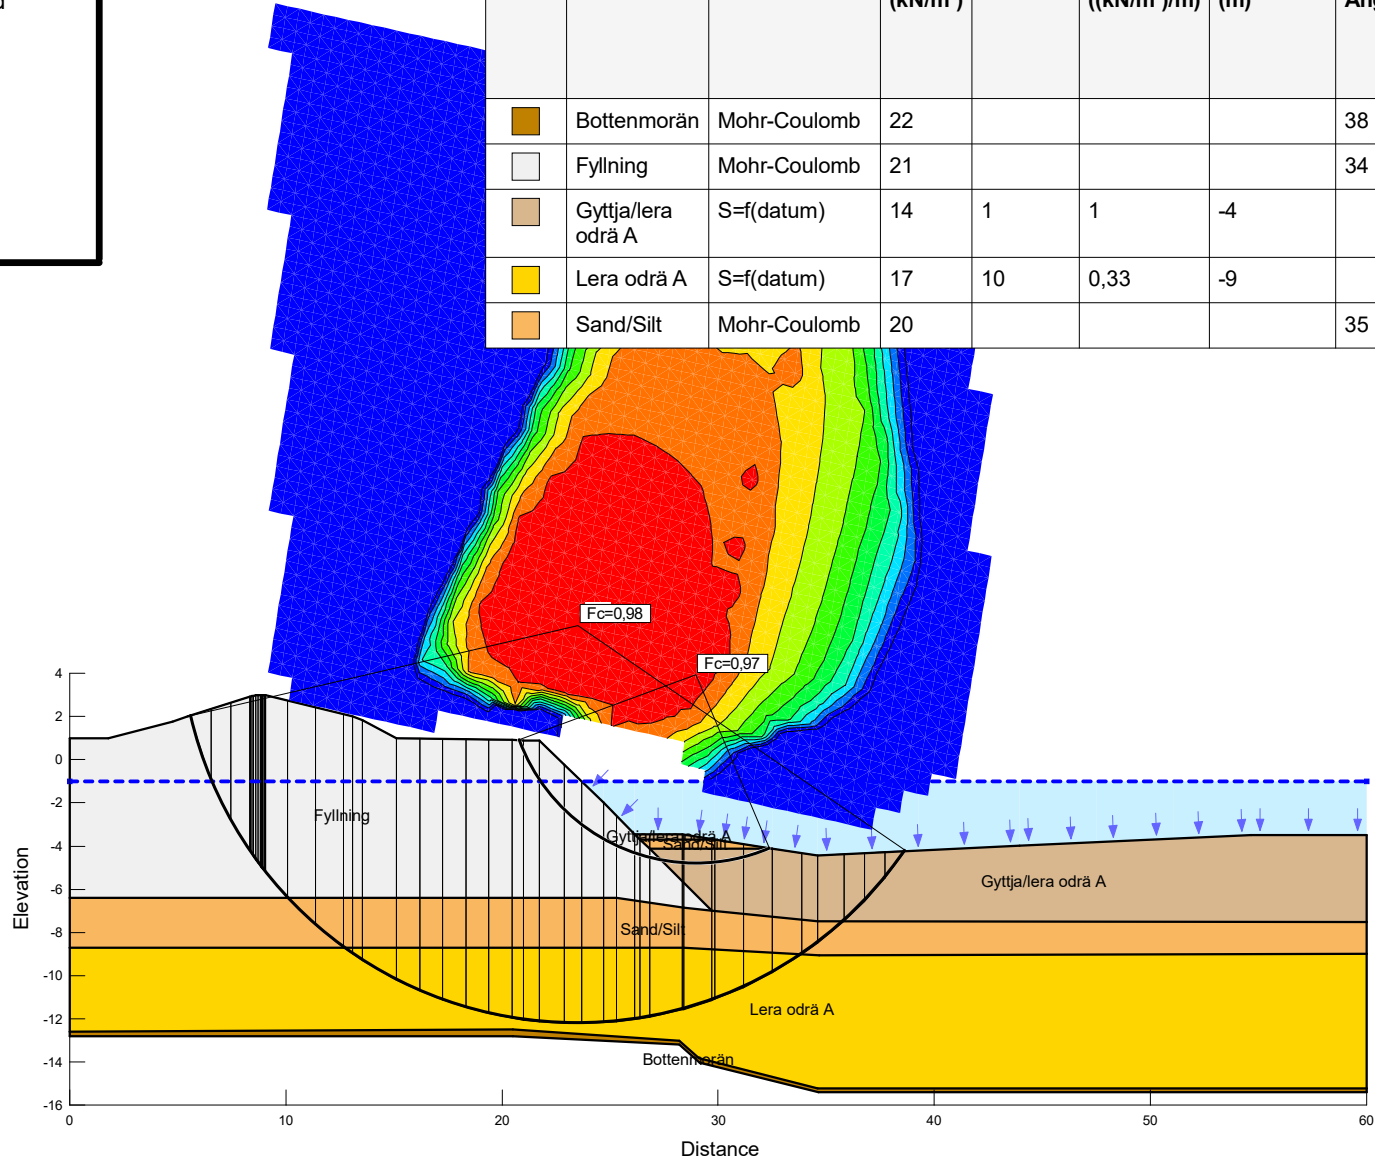 (kN/m³) ((kN/m²)/m) (m)
Bottenmorän Mohr-Coulomb 22 38
Fyllning Mohr-Coulomb 21 34
Gyttja/lera odrä A S=f(datum) 14 1 1 -4
Lera odrä A S=f(datum) 17 10 0,33 -9
Sand/Silt Mohr-Coulomb 20 35
Fc=0,98
Fc=0,97
Fyllning
Gyttja/lera odrä A
Sand/Silt
Gyttja/lera odrä A
Sand/Silt
Lera odrä A
Bottenmorän
Elevation
4
2
0
-2
-4
-6
-8
-10
-12
-14
-16
0 10 20 30 40 50 60
Distance